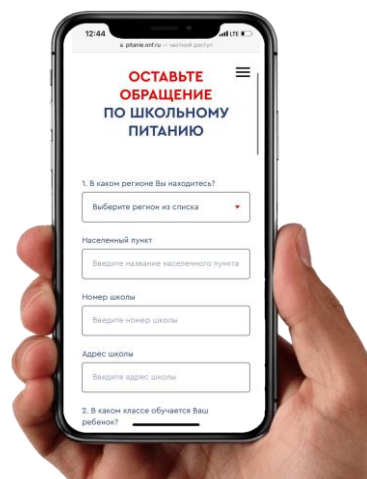 12:44
LTE
pitanie.onf.ru — частный доступ
ОСТАВЬТЕ
ОБРАЩЕНИЕ
ПО ШКОЛЬНОМУ
ПИТАНИЮ
1. В каком регионе Вы находитесь?
Выберите регион из списка
Населенный пункт
Введите название населенного пункта
Номер школы
Введите номер школы
Адрес школы
Введите адрес школы
2. В каком классе обучается Ваш
ребенок?